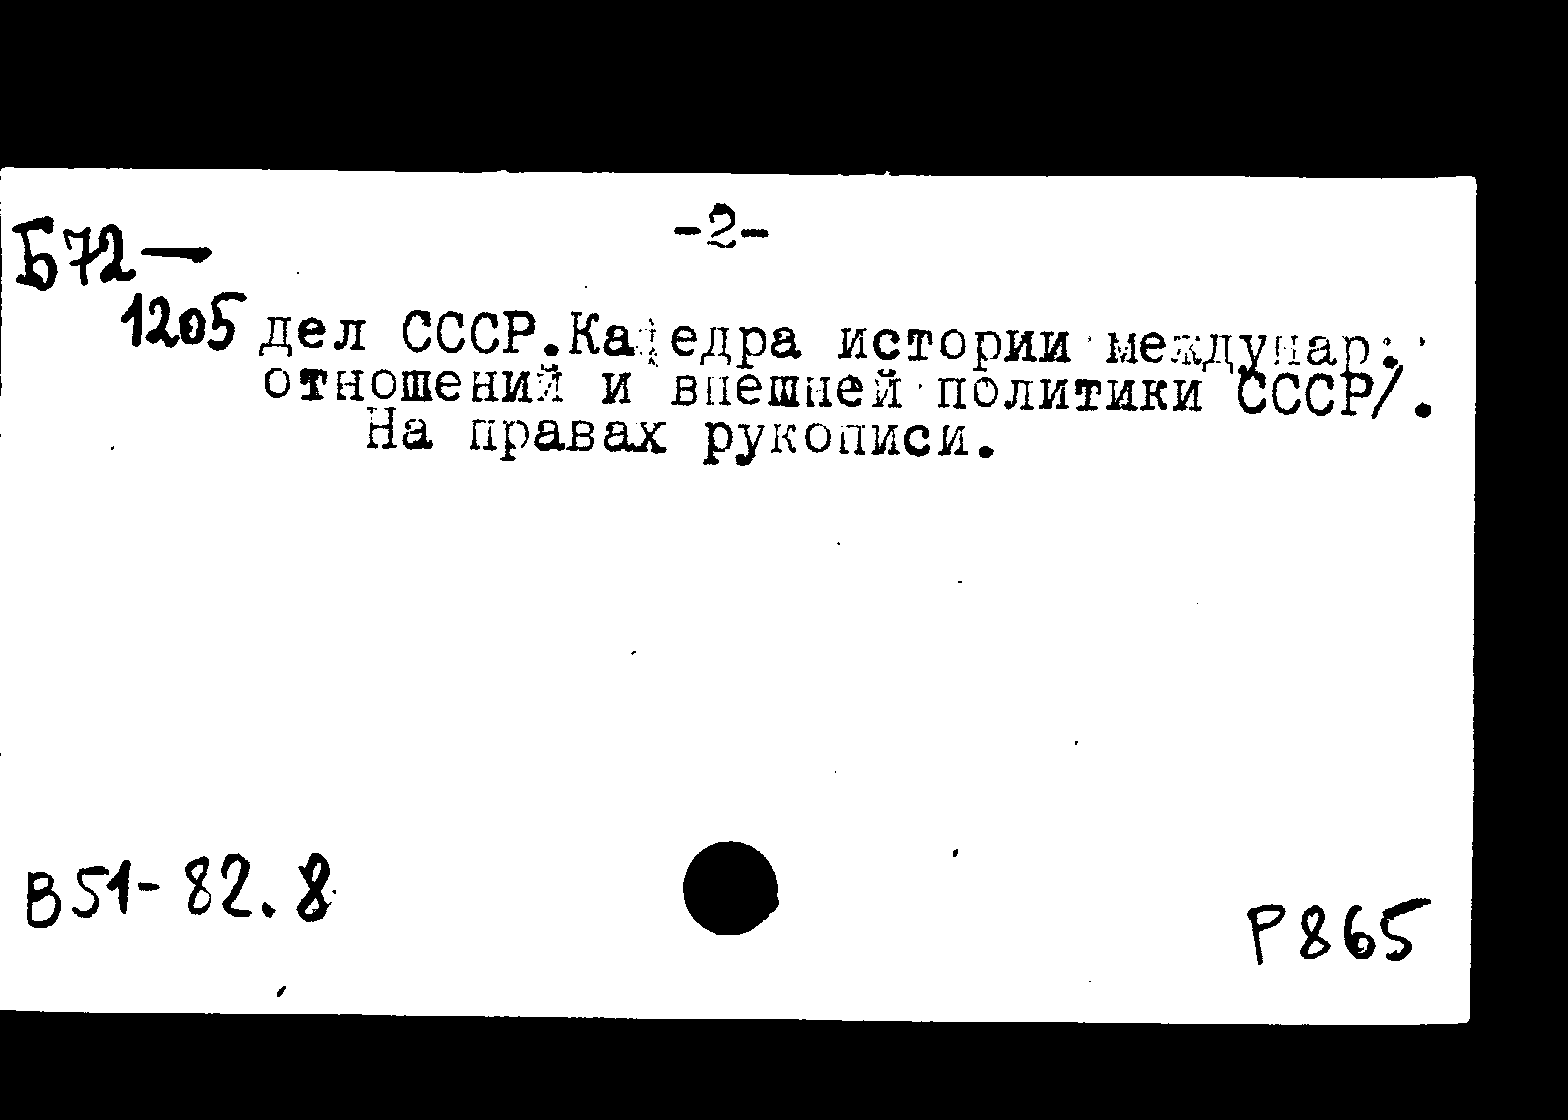 -2-
Б72—
1205
дел СССР.Кафедра истории междунар.
отношений и внешней политики СССР/.
На правах рукописи.
В51-82.8
Р865